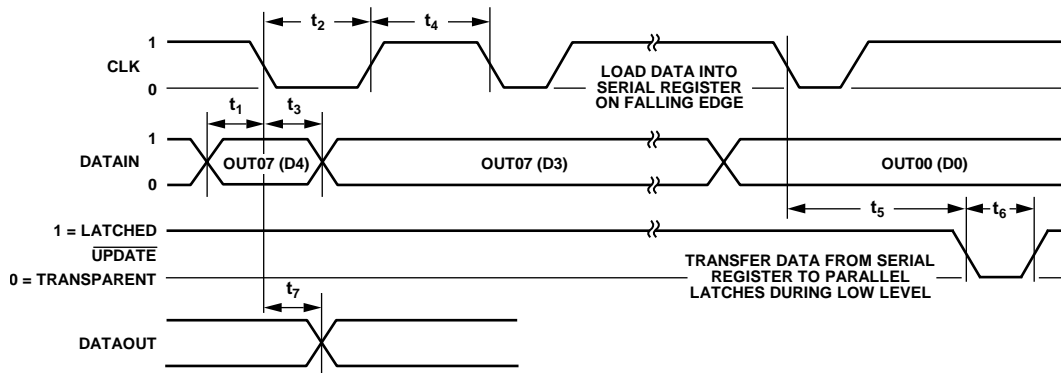 t2
t4
1
CLK
0
LOAD DATA INTO
SERIAL REGISTER
ON FALLING EDGE
t1
t3
1
DATAIN
0
OUT07 (D4)
OUT07 (D3)
OUT00 (D0)
t5
t6
1 = LATCHED
UPDATE
0 = TRANSPARENT
TRANSFER DATA FROM SERIAL
REGISTER TO PARALLEL
LATCHES DURING LOW LEVEL
t7
DATAOUT